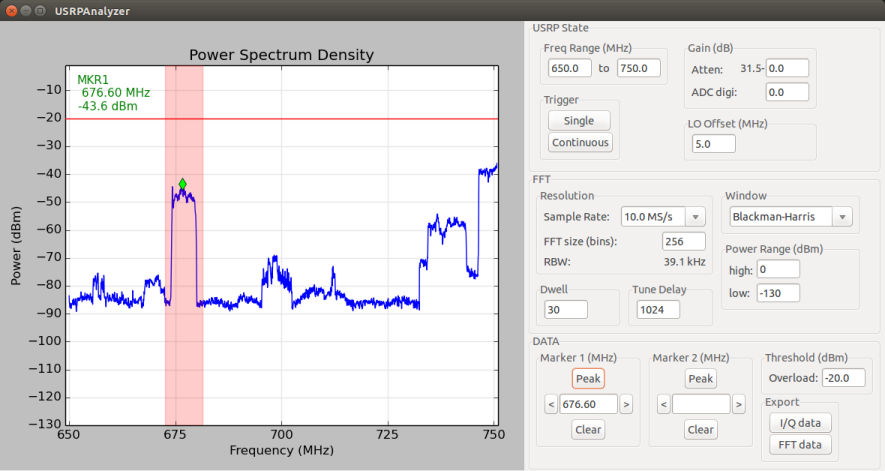 USRPAnalyzer
Power Spectrum Density
MKR1
676.60 MHz
-43.6 dBm
−10
−20
−30
−40
−50
−60
−70
−80
−90
−100
−110
−120
−130
Power (dBm)
650
675
700
725
750
Frequency (MHz)
USRP State
Freq Range (MHz)
650.0 to 750.0
Gain (dB)
Atten: 31.5- 0.0
ADC digi: 0.0
Trigger
Single
Continuous
LO Offset (MHz)
5.0
FFT
Resolution
Sample Rate: 10.0 MS/s
FFT size (bins): 256
RBW: 39.1 kHz
Window
Blackman-Harris
Power Range (dBm)
high: 0
low: -130
Dwell
30
Tune Delay
1024
DATA
Marker 1 (MHz)
Peak
< 676.60 >
Clear
Marker 2 (MHz)
Peak
< >
Clear
Threshold (dBm)
Overload: -20.0
Export
I/Q data
FFT data